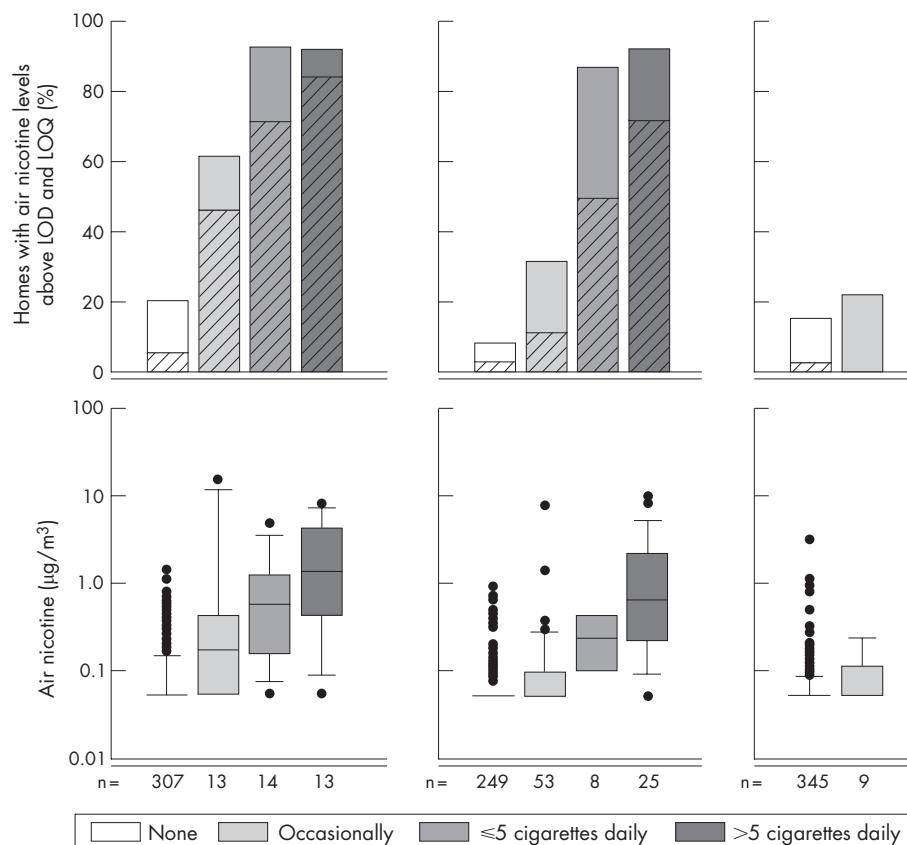 Homes with air nicotine levels
above LOD and LOQ (%)
100
80
60
40
20
0
Air nicotine (μg/m³)
100
10
1.0
0.1
0.01
n= 307 13 14 13
n= 249 53 8 25
n= 345 9
None Occasionally ⩽5 cigarettes daily >5 cigarettes daily